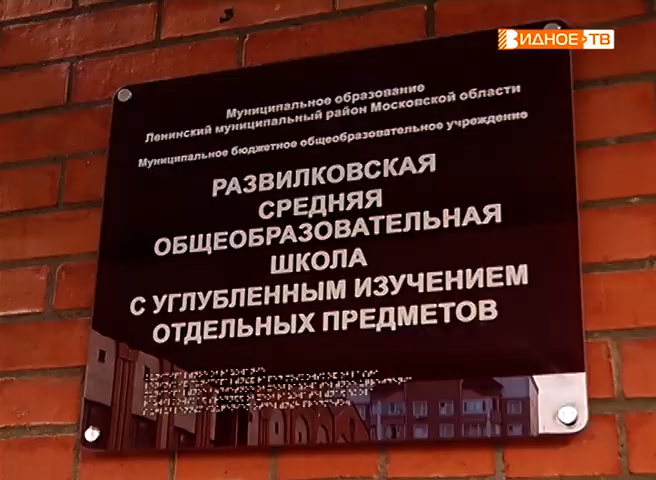 ВИДНОЕ ТВ
Муниципальное образование
Ленинский муниципальный район Московской области
Муниципальное бюджетное общеобразовательное учреждение
РАЗВИЛКОВСКАЯ
СРЕДНЯЯ
ОБЩЕОБРАЗОВАТЕЛЬНАЯ
ШКОЛА
С УГЛУБЛЕННЫМ ИЗУЧЕНИЕМ
ОТДЕЛЬНЫХ ПРЕДМЕТОВ